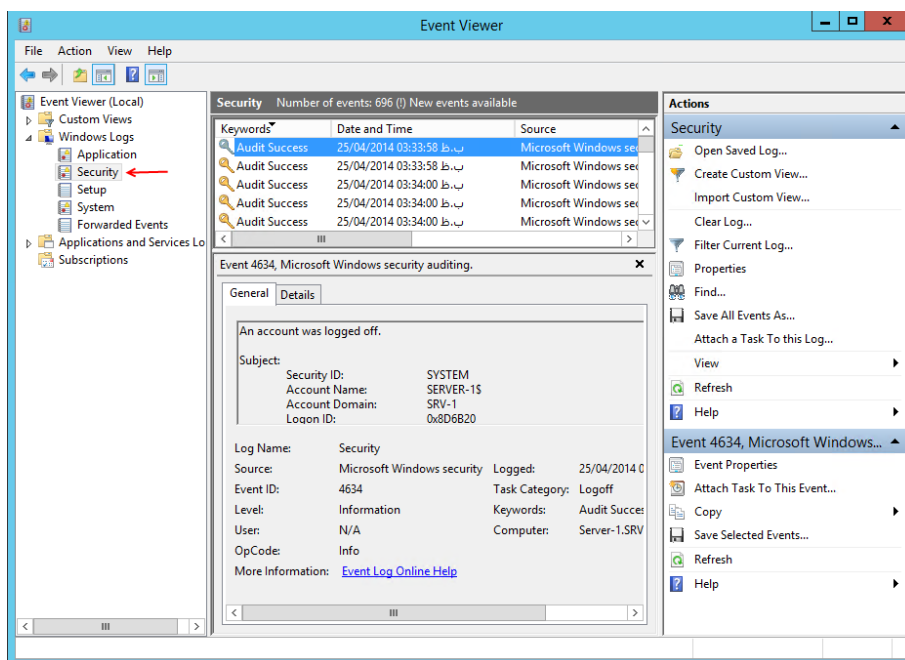 Event Viewer
File Action View Help
Event Viewer (Local)
Custom Views
Windows Logs
Application
Security
Setup
System
Forwarded Events
Applications and Services Lo
Subscriptions
Security Number of events: 696 (!) New events available
Keywords Date and Time Source
Audit Success 25/04/2014 03:33:58 ب.ظ Microsoft Windows sec
Audit Success 25/04/2014 03:33:58 ب.ظ Microsoft Windows sec
Audit Success 25/04/2014 03:34:00 ب.ظ Microsoft Windows sec
Audit Success 25/04/2014 03:34:00 ب.ظ Microsoft Windows sec
Audit Success 25/04/2014 03:34:00 ب.ظ Microsoft Windows sec
Event 4634, Microsoft Windows security auditing.
General Details
An account was logged off.
Subject:
Security ID: SYSTEM
Account Name: SERVER-1$
Account Domain: SRV-1
Logon ID: 0x8D6B20
Log Name: Security
Source: Microsoft Windows security Logged: 25/04/2014 0
Event ID: 4634 Task Category: Logoff
Level: Information Keywords: Audit Succes
User: N/A Computer: Server-1.SRV
OpCode: Info
More Information: Event Log Online Help
Actions
Security
Open Saved Log...
Create Custom View...
Import Custom View...
Clear Log...
Filter Current Log...
Properties
Find...
Save All Events As...
Attach a Task To this Log...
View
Refresh
Help
Event 4634, Microsoft Windows...
Event Properties
Attach Task To This Event...
Copy
Save Selected Events...
Refresh
Help